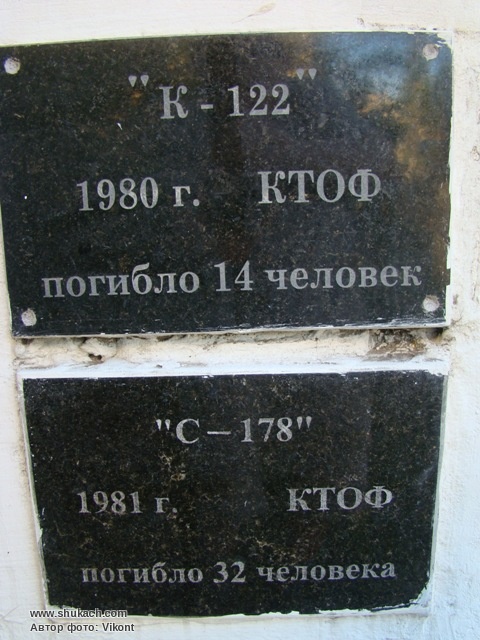 "К - 122"
1980 г. КТОФ
погибло 14 человек
"С – 178"
1981 г. КТОФ
погибло 32 человека
www.shukach.com
Автор фото: Vikont